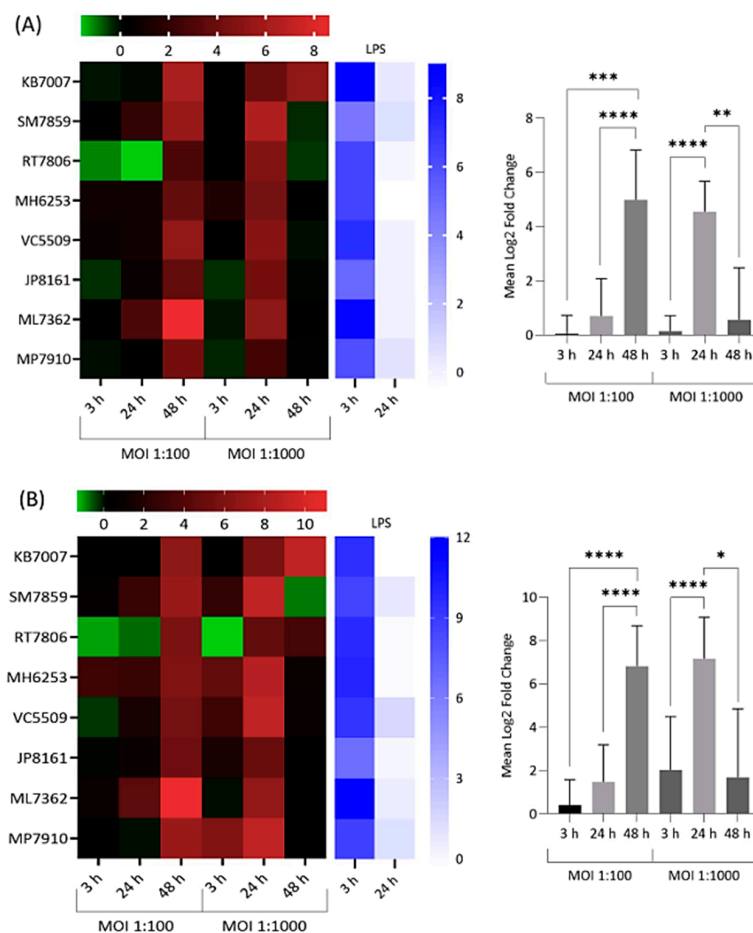 (A)
0 2 4 6 8
LPS
KB7007
SM7859
RT7806
MH6253
VC5509
JP8161
ML7362
MP7910
3 h 24 h 48 h 3 h 24 h 48 h
MOI 1:100 MOI 1:1000
3 h 24 h
8
6
4
2
0
Mean Log2 Fold Change
8
6
4
2
0
*** **** **** **
3 h 24 h 48 h 3 h 24 h 48 h
MOI 1:100 MOI 1:1000
(B)
0 2 4 6 8 10
LPS
KB7007
SM7859
RT7806
MH6253
VC5509
JP8161
ML7362
MP7910
3 h 24 h 48 h 3 h 24 h 48 h
MOI 1:100 MOI 1:1000
3 h 24 h
12
9
6
3
0
Mean Log2 Fold Change
10
8
6
4
2
0
**** **** **** *
3 h 24 h 48 h 3 h 24 h 48 h
MOI 1:100 MOI 1:1000